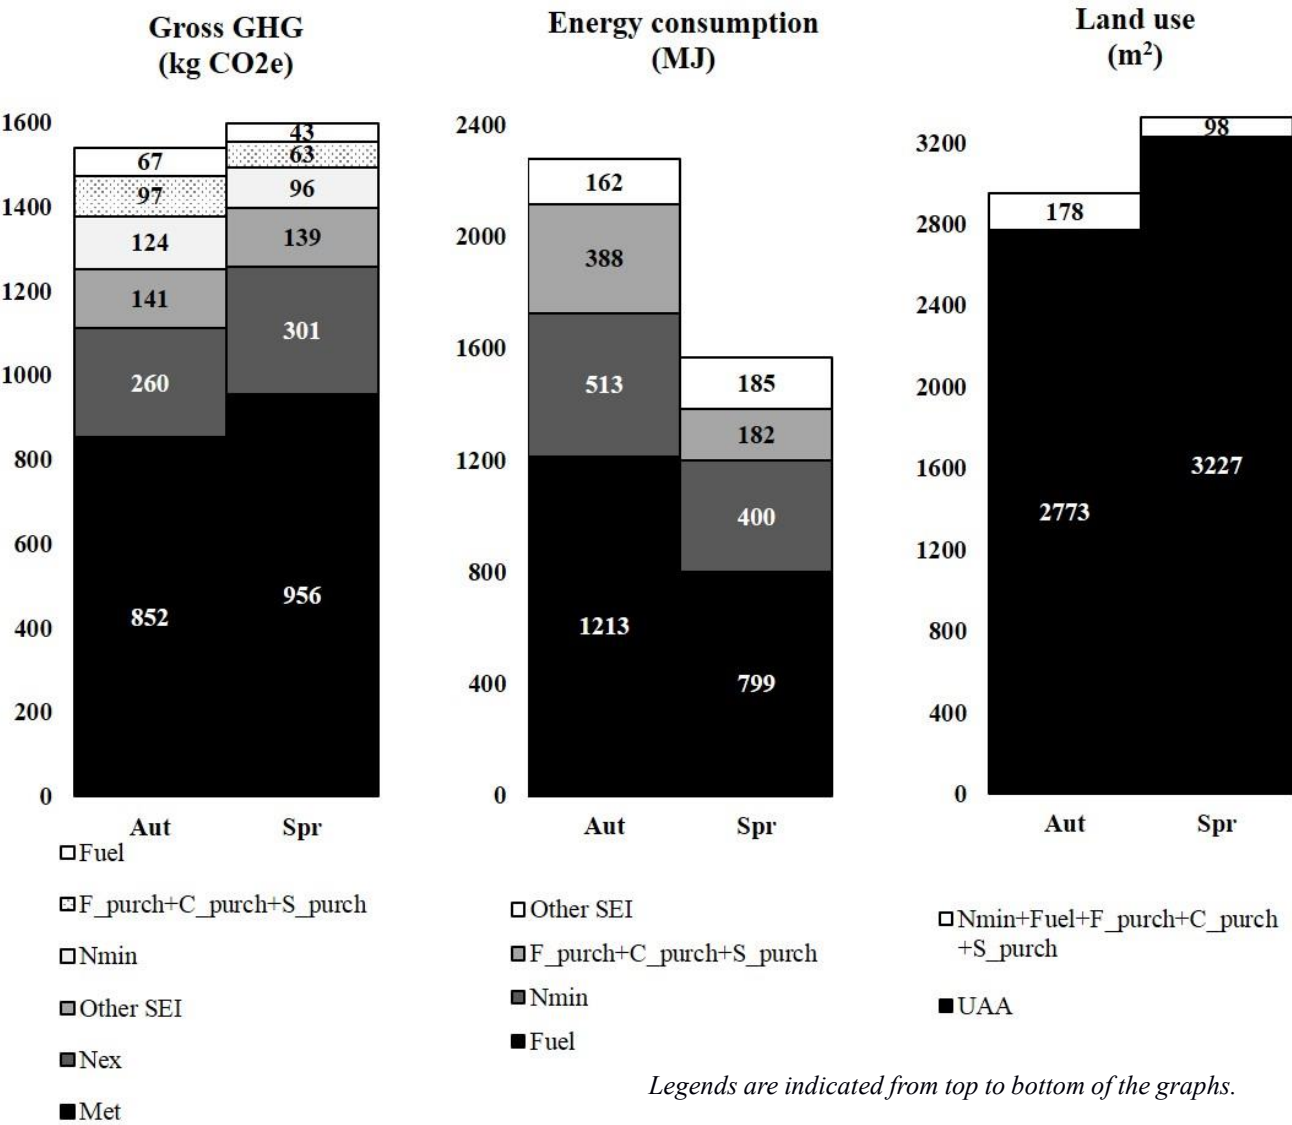 Gross GHG
(kg CO2e)
1600
1400
1200
1000
800
600
400
200
0
67
97
124
141
260
852
43
63
96
139
301
956
Aut
Spr
Fuel
F_purch+C_purch+S_purch
Nmin
Other SEI
Nex
Met
Energy consumption
(MJ)
2400
2000
1600
1200
800
400
0
162
388
513
1213
185
182
400
799
Aut
Spr
Other SEI
F_purch+C_purch+S_purch
Nmin
Fuel
Land use
(m²)
3200
2800
2400
2000
1600
1200
800
400
0
178
2773
98
3227
Aut
Spr
Nmin+Fuel+F_purch+C_purch
+S_purch
UAA
Legends are indicated from top to bottom of the graphs.